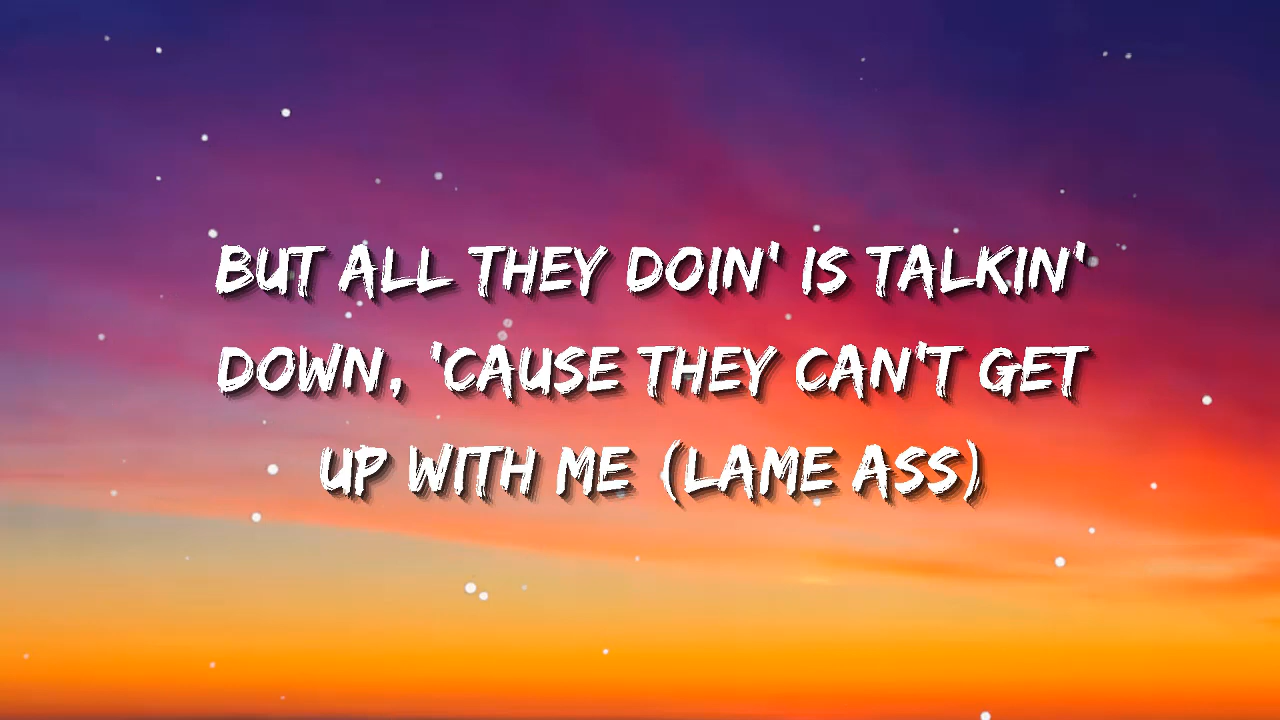 BUT ALL THEY DOIN' IS TALKIN'
DOWN, 'CAUSE THEY CAN'T GET
UP WITH ME (LAME ASS)